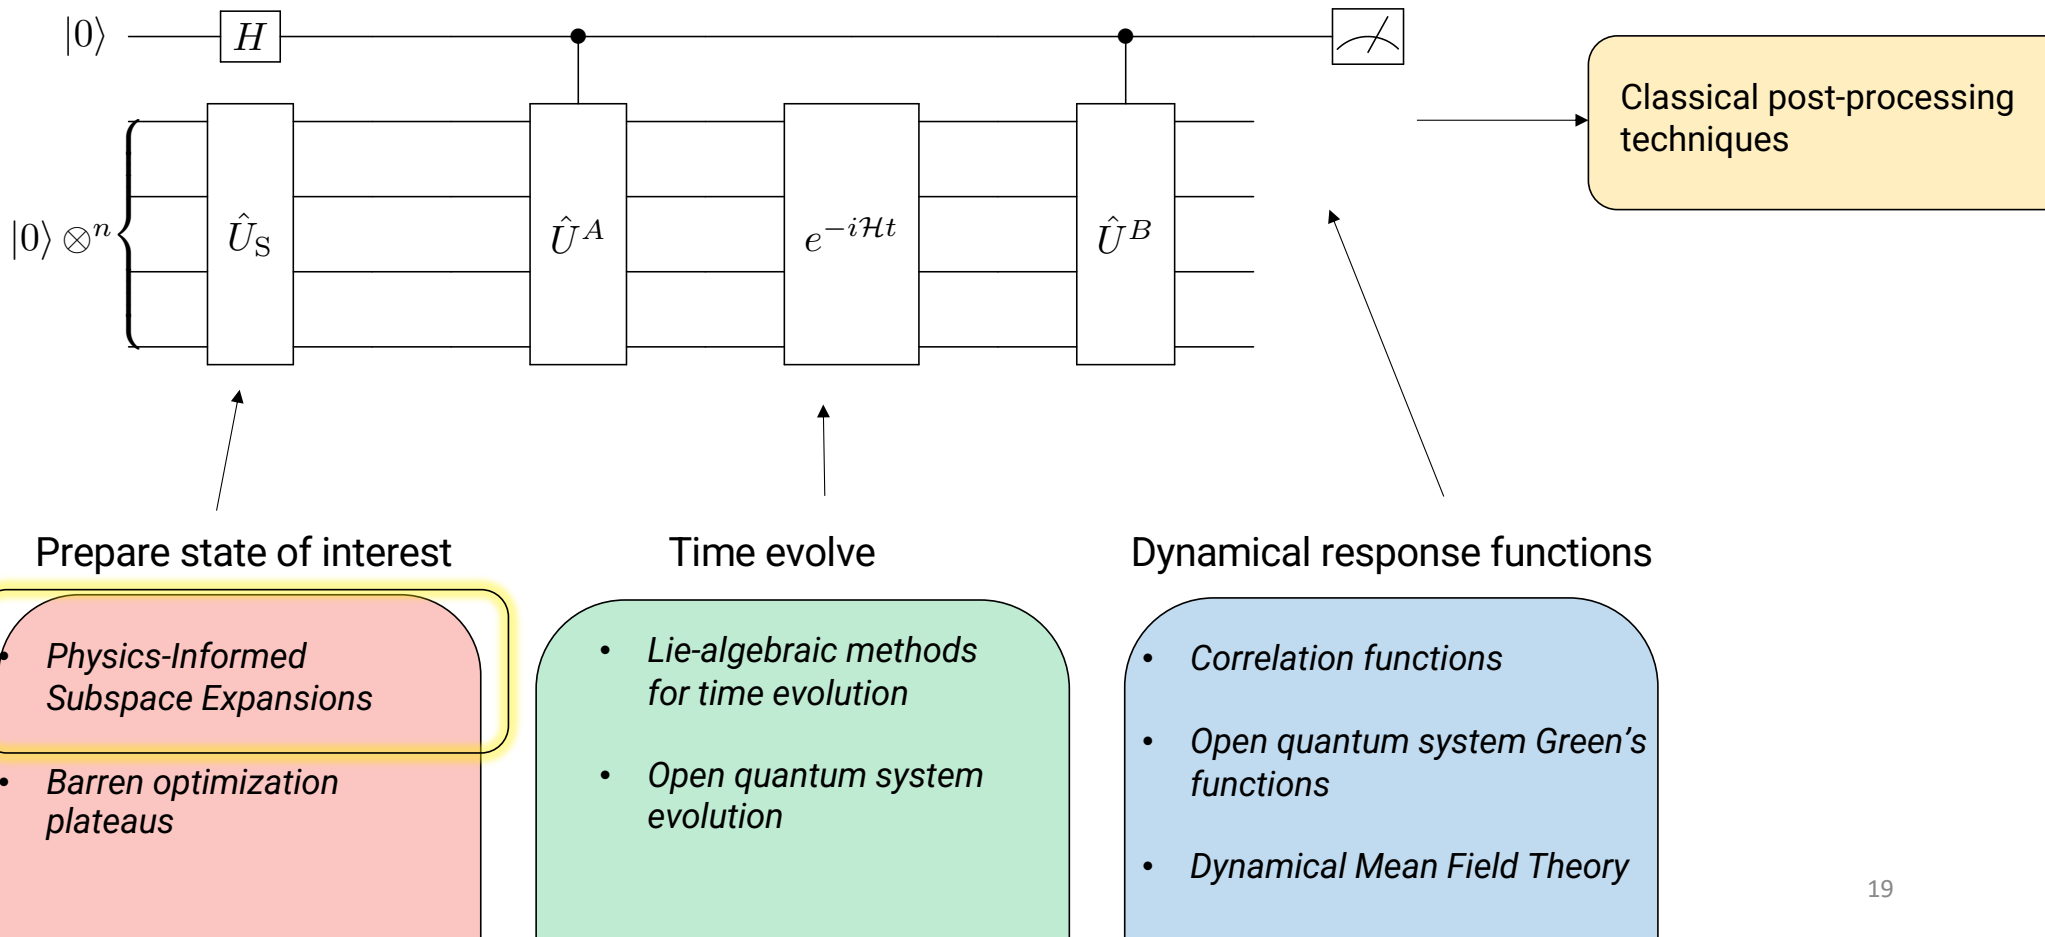 |0⟩ H
Classical post-processing
techniques
|0⟩ ⊗ⁿ Û_S Û^A e^{-iℋt} Û^B
Prepare state of interest
Time evolve
Dynamical response functions
• Physics-Informed
Subspace Expansions
• Barren optimization
plateaus
• Lie-algebraic methods
for time evolution
• Open quantum system
evolution
• Correlation functions
• Open quantum system Green’s
functions
• Dynamical Mean Field Theory
19